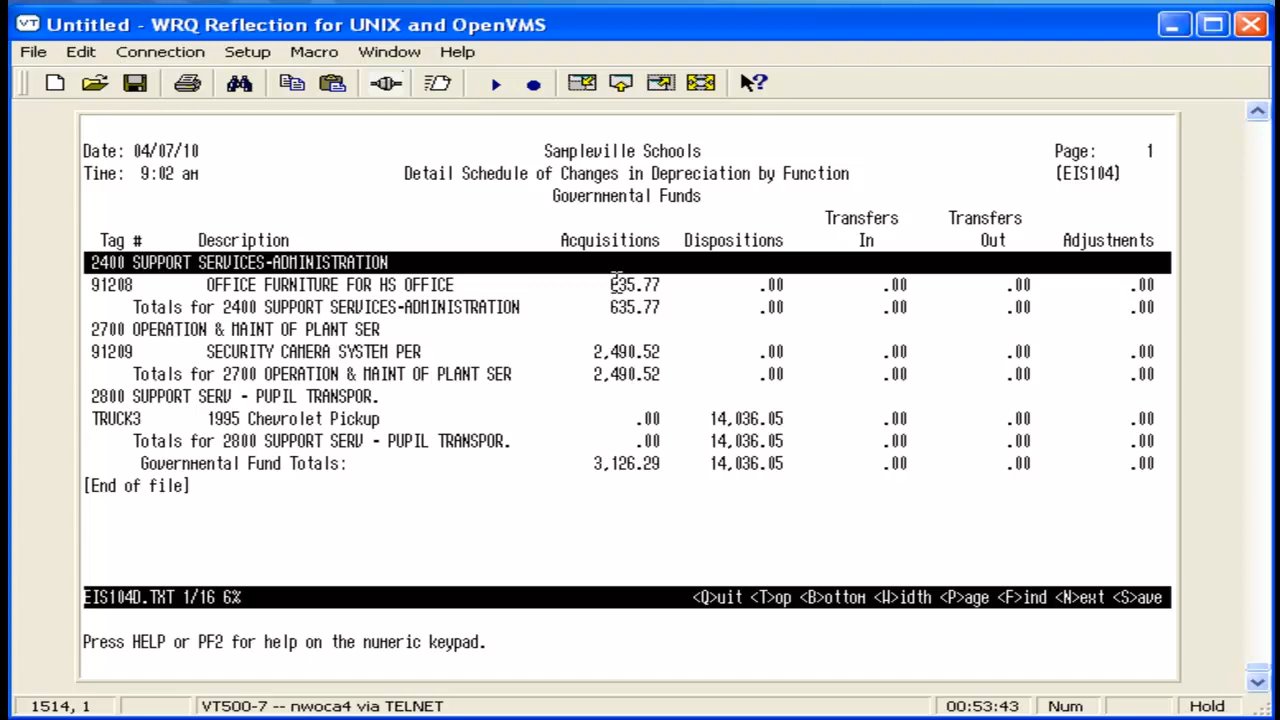 VT Untitled - WRQ Reflection for UNIX and OpenVMS
File Edit Connection Setup Macro Window Help
Date: 04/07/10 Sampleville Schools Page: 1
Time: 9:02 am Detail Schedule of Changes in Depreciation by Function (EIS104)
Governmental Funds
Transfers Transfers
Tag # Description Acquisitions Dispositions In Out Adjustments
2400 SUPPORT SERVICES-ADMINISTRATION
91208 OFFICE FURNITURE FOR HS OFFICE 635.77 .00 .00 .00 .00
Totals for 2400 SUPPORT SERVICES-ADMINISTRATION 635.77 .00 .00 .00 .00
2700 OPERATION & MAINT OF PLANT SER
91209 SECURITY CAMERA SYSTEM PER 2,490.52 .00 .00 .00 .00
Totals for 2700 OPERATION & MAINT OF PLANT SER 2,490.52 .00 .00 .00 .00
2800 SUPPORT SERV - PUPIL TRANSPOR.
TRUCK3 1995 Chevrolet Pickup .00 14,036.05 .00 .00 .00
Totals for 2800 SUPPORT SERV - PUPIL TRANSPOR. .00 14,036.05 .00 .00 .00
Governmental Fund Totals: 3,126.29 14,036.05 .00 .00 .00
[End of file]
EIS104D.TXT 1/16 6% <Q>uit <T>op <B>ottom <W>idth <P>age <F>ind <N>ext <S>ave
Press HELP or PF2 for help on the numeric keypad.
1514, 1 VT500-7 -- nwoca4 via TELNET 00:53:43 Num Hold